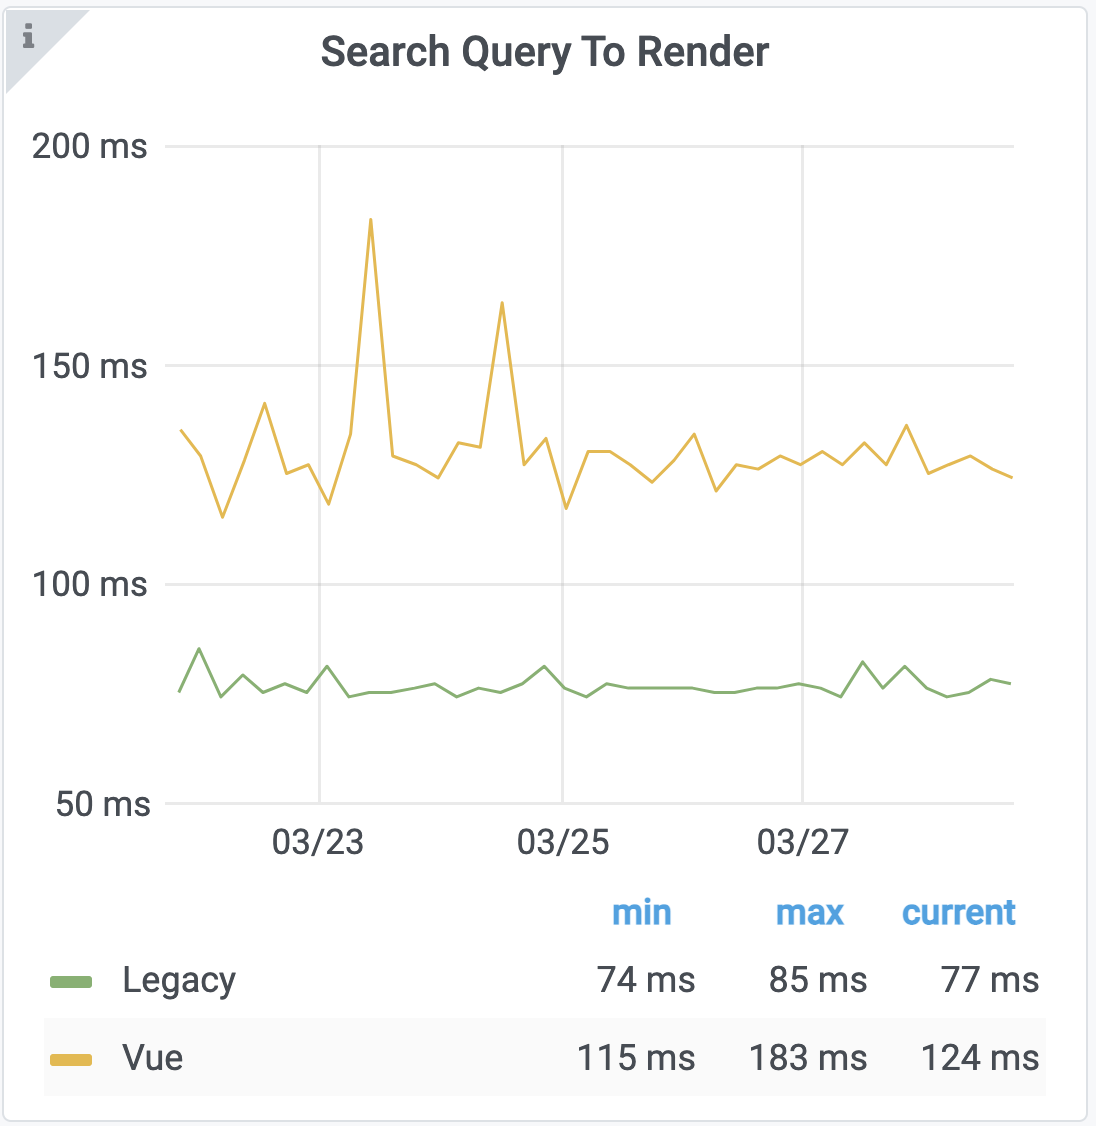 Search Query To Render
200 ms
150 ms
100 ms
50 ms
03/23 03/25 03/27
min max current
Legacy 74 ms 85 ms 77 ms
Vue 115 ms 183 ms 124 ms